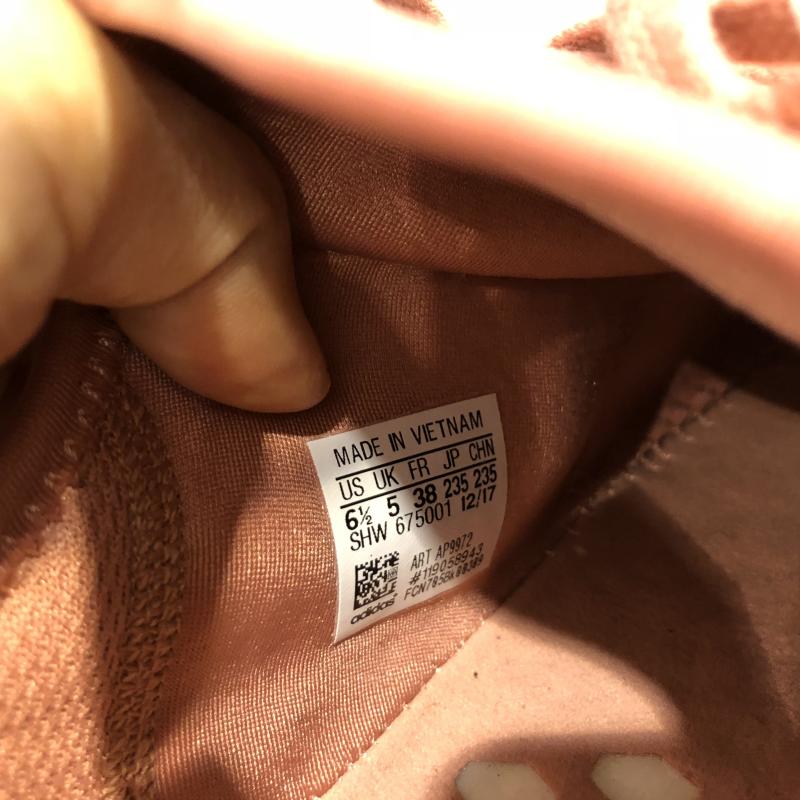 MADE IN VIETNAM
US UK FR JP CHN
6½ 5 38 235 235
SHW 675001 12/17
ART AP9972
#119058943
adidas